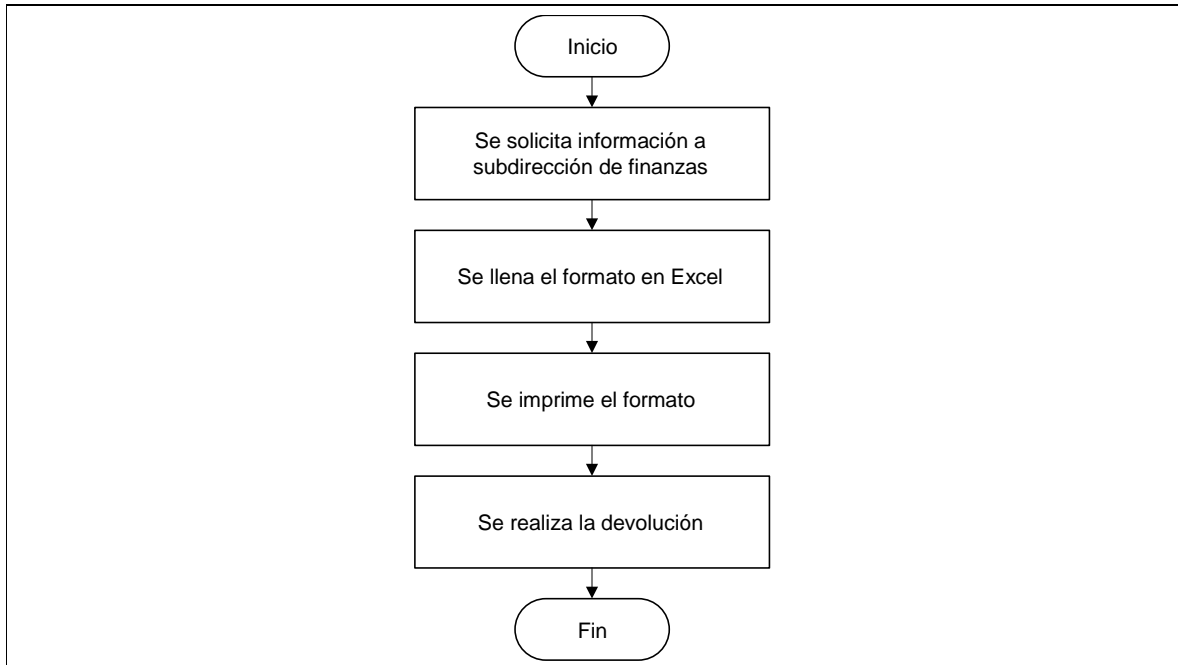 Inicio
Se solicita información a
subdirección de finanzas
Se llena el formato en Excel
Se imprime el formato
Se realiza la devolución
Fin